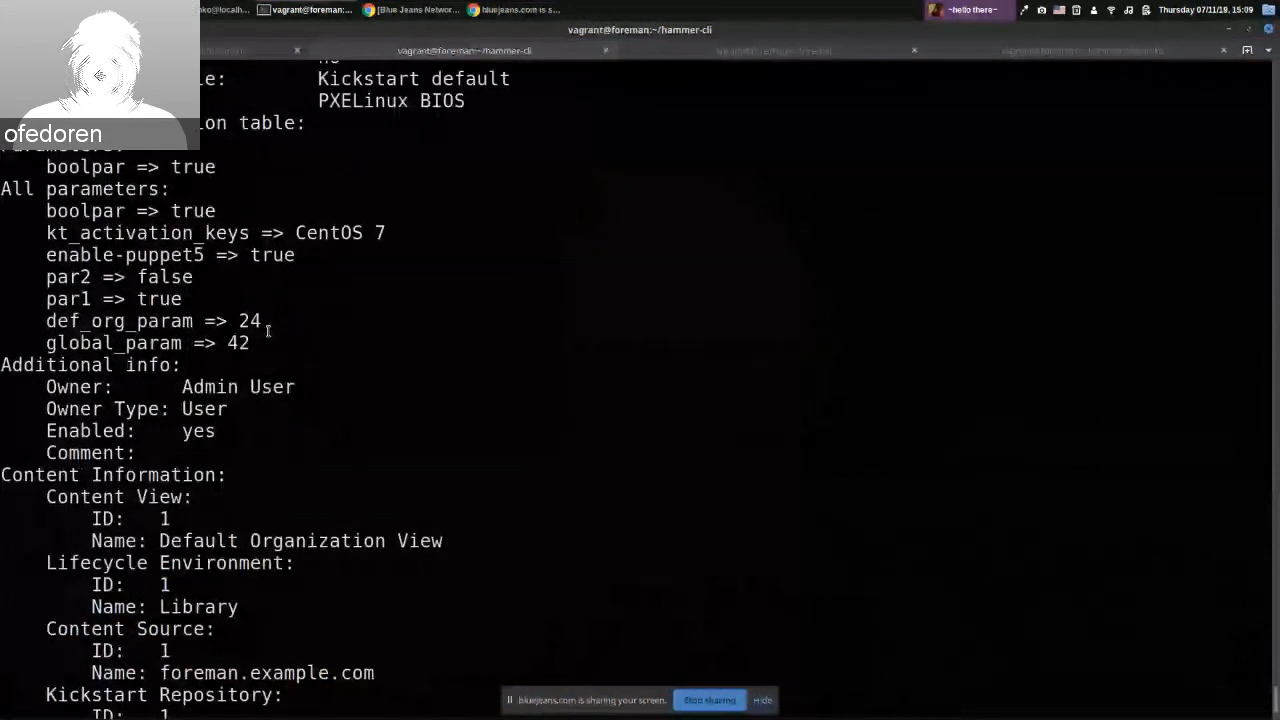 vagrant@foreman:...
[Blue Jeans Networ...
bluejeans.com is s...
~hello there~
Thursday 07/11/19, 15:09
vagrant@foreman:~/hammer-cli
vagrant@foreman:~/hammer-cli
le: Kickstart default
PXELinux BIOS
ofedoren
ion table:
Parameters:
boolpar => true
All parameters:
boolpar => true
kt_activation_keys => CentOS 7
enable-puppet5 => true
par2 => false
par1 => true
def_org_param => 24
global_param => 42
Additional info:
Owner: Admin User
Owner Type: User
Enabled: yes
Comment:
Content Information:
Content View:
ID: 1
Name: Default Organization View
Lifecycle Environment:
ID: 1
Name: Library
Content Source:
ID: 1
Name: foreman.example.com
Kickstart Repository:
ID: 1
bluejeans.com is sharing your screen.
Stop sharing
Hide